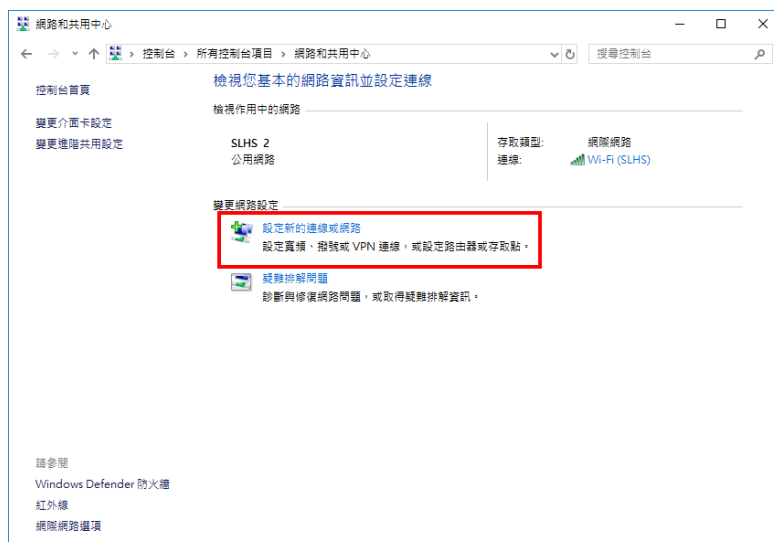 網路和共用中心
控制台 › 所有控制台項目 › 網路和共用中心
搜尋控制台
控制台首頁
變更介面卡設定
變更進階共用設定
檢視您基本的網路資訊並設定連線
檢視作用中的網路
SLHS 2
公用網路
存取類型: 網際網路
連線: Wi-Fi (SLHS)
變更網路設定
設定新的連線或網路
設定寬頻、撥號或 VPN 連線，或設定路由器或存取點。
疑難排解問題
診斷與修復網路問題，或取得疑難排解資訊。
請參閱
Windows Defender 防火牆
紅外線
網際網路選項